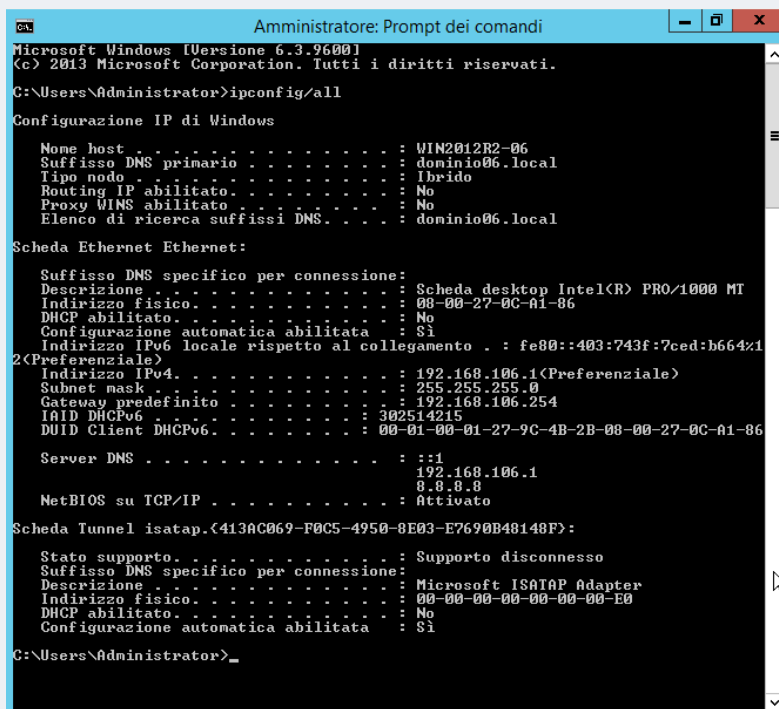 Amministratore: Prompt dei comandi
Microsoft Windows [Versione 6.3.9600]
(c) 2013 Microsoft Corporation. Tutti i diritti riservati.
C:\Users\Administrator>ipconfig/all
Configurazione IP di Windows
Nome host . . . . . . . . . . . . . . : WIN2012R2-06
Suffisso DNS primario . . . . . . . . : dominio06.local
Tipo nodo . . . . . . . . . . . . . . : Ibrido
Routing IP abilitato. . . . . . . . . : No
Proxy WINS abilitato . . . . . . . . : No
Elenco di ricerca suffissi DNS. . . . : dominio06.local
Scheda Ethernet Ethernet:
Suffisso DNS specifico per connessione:
Descrizione . . . . . . . . . . . . . : Scheda desktop Intel(R) PRO/1000 MT
Indirizzo fisico. . . . . . . . . . . : 08-00-27-0C-A1-86
DHCP abilitato. . . . . . . . . . . . : No
Configurazione automatica abilitata : Sì
Indirizzo IPv6 locale rispetto al collegamento . : fe80::403:743f:7ced:b664%1
2(Preferenziale)
Indirizzo IPv4. . . . . . . . . . . . : 192.168.106.1(Preferenziale)
Subnet mask . . . . . . . . . . . . . : 255.255.255.0
Gateway predefinito . . . . . . . . . : 192.168.106.254
IAID DHCPv6 . . . . . . . . . . . : 302514215
DUID Client DHCPv6. . . . . . . . : 00-01-00-01-27-9C-4B-2B-08-00-27-0C-A1-86
Server DNS . . . . . . . . . . . . . : ::1
192.168.106.1
8.8.8.8
NetBIOS su TCP/IP . . . . . . . . . . : Attivato
Scheda Tunnel isatap.{413AC069-F0C5-4950-8E03-E7690B48148F}:
Stato supporto. . . . . . . . . . . . : Supporto disconnesso
Suffisso DNS specifico per connessione:
Descrizione . . . . . . . . . . . . . : Microsoft ISATAP Adapter
Indirizzo fisico. . . . . . . . . . . : 00-00-00-00-00-00-00-E0
DHCP abilitato. . . . . . . . . . . . : No
Configurazione automatica abilitata : Sì
C:\Users\Administrator>_